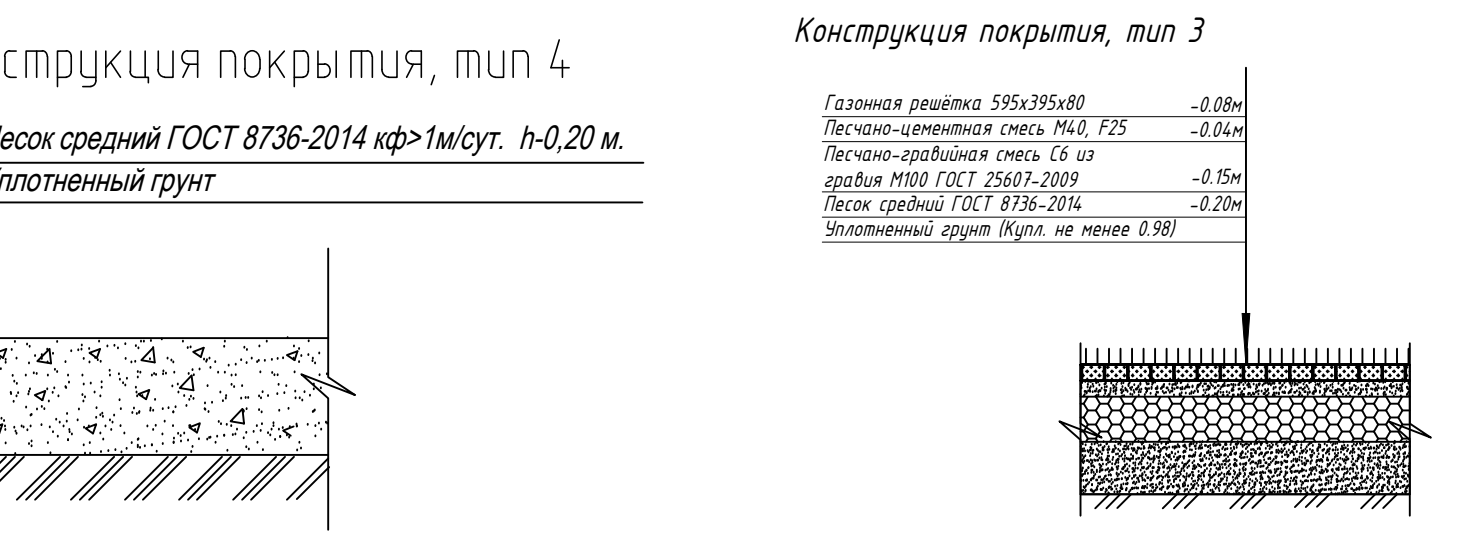 струкция покрытия, тип 4
есок средний ГОСТ 8736-2014 кф>1м/сут. h-0,20 м.
плотненный грунт
Конструкция покрытия, тип 3
Газонная решётка 595х395х80 -0.08м
Песчано-цементная смесь М40, F25 -0.04м
Песчано-гравийная смесь С6 из
гравия М100 ГОСТ 25607-2009 -0.15м
Песок средний ГОСТ 8736-2014 -0.20м
Уплотненный грунт (Купл. не менее 0.98)